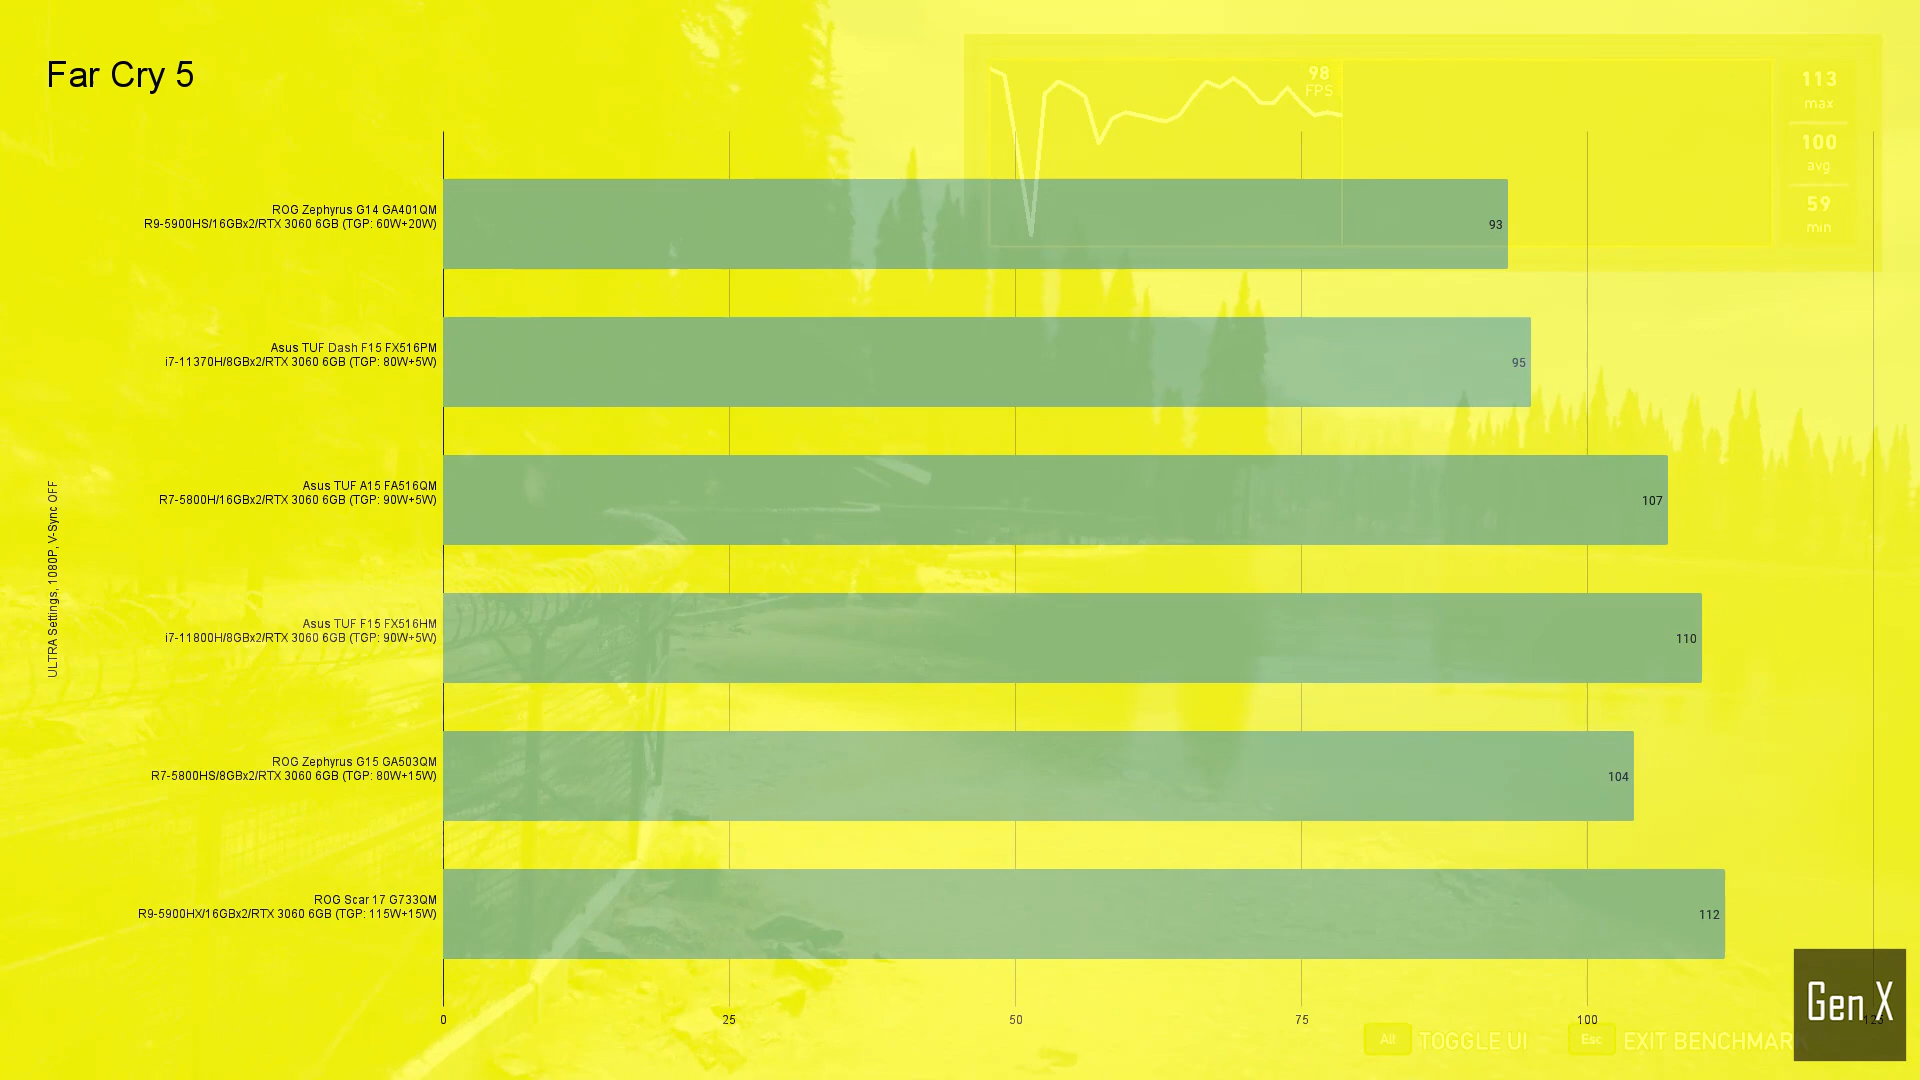 Far Cry 5
98
FPS
113
max
100
avg
59
min
ROG Zephyrus G14 GA401QM
R9-5900HS/16GBx2/RTX 3060 6GB (TGP: 60W+20W)
93
Asus TUF Dash F15 FX516PM
i7-11370H/8GBx2/RTX 3060 6GB (TGP: 80W+5W)
95
Asus TUF A15 FA516QM
R7-5800H/16GBx2/RTX 3060 6GB (TGP: 90W+5W)
107
Asus TUF F15 FX516HM
i7-11800H/8GBx2/RTX 3060 6GB (TGP: 90W+5W)
110
ROG Zephyrus G15 GA503QM
R7-5800HS/8GBx2/RTX 3060 6GB (TGP: 80W+15W)
104
ROG Scar 17 G733QM
R9-5900HX/16GBx2/RTX 3060 6GB (TGP: 115W+15W)
112
ULTRA Settings, 1080P, V-Sync OFF
0 25 50 75 100 125
Gen X
Alt TOGGLE UI Esc EXIT BENCHMARK